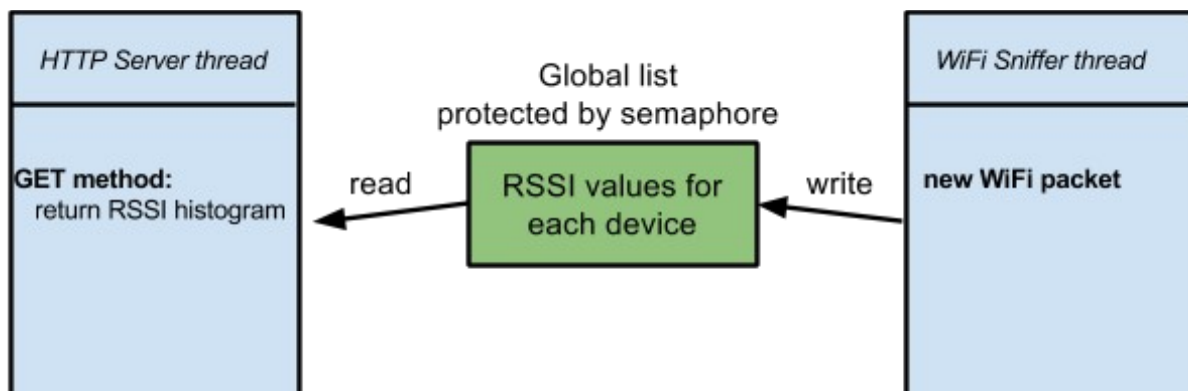 HTTP Server thread
GET method:
return RSSI histogram
read
Global list
protected by semaphore
RSSI values for
each device
write
WiFi Sniffer thread
new WiFi packet